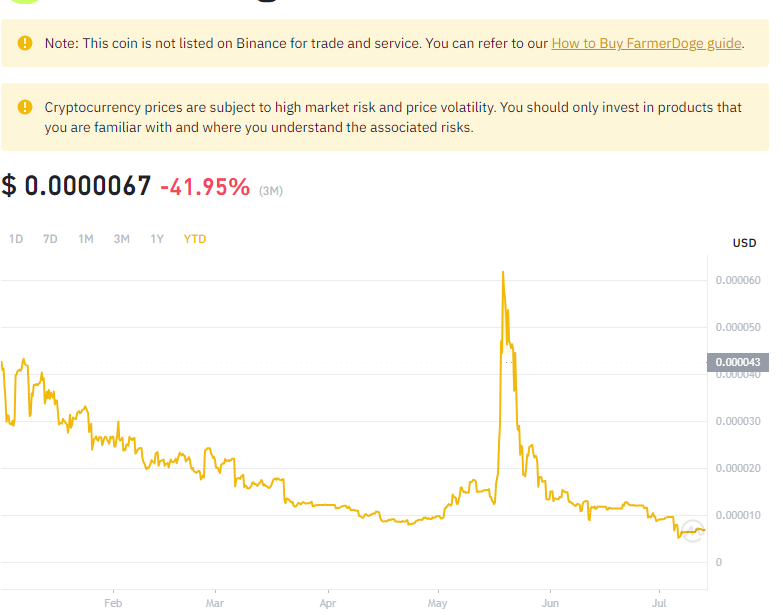 Note: This coin is not listed on Binance for trade and service. You can refer to our How to Buy FarmerDoge guide.
Cryptocurrency prices are subject to high market risk and price volatility. You should only invest in products that
you are familiar with and where you understand the associated risks.
$ 0.0000067 -41.95% (3M)
1D 7D 1M 3M 1Y YTD
USD
0.000060
0.000050
0.000043
0.000040
0.000030
0.000020
0.000010
0
Feb Mar Apr May Jun Jul